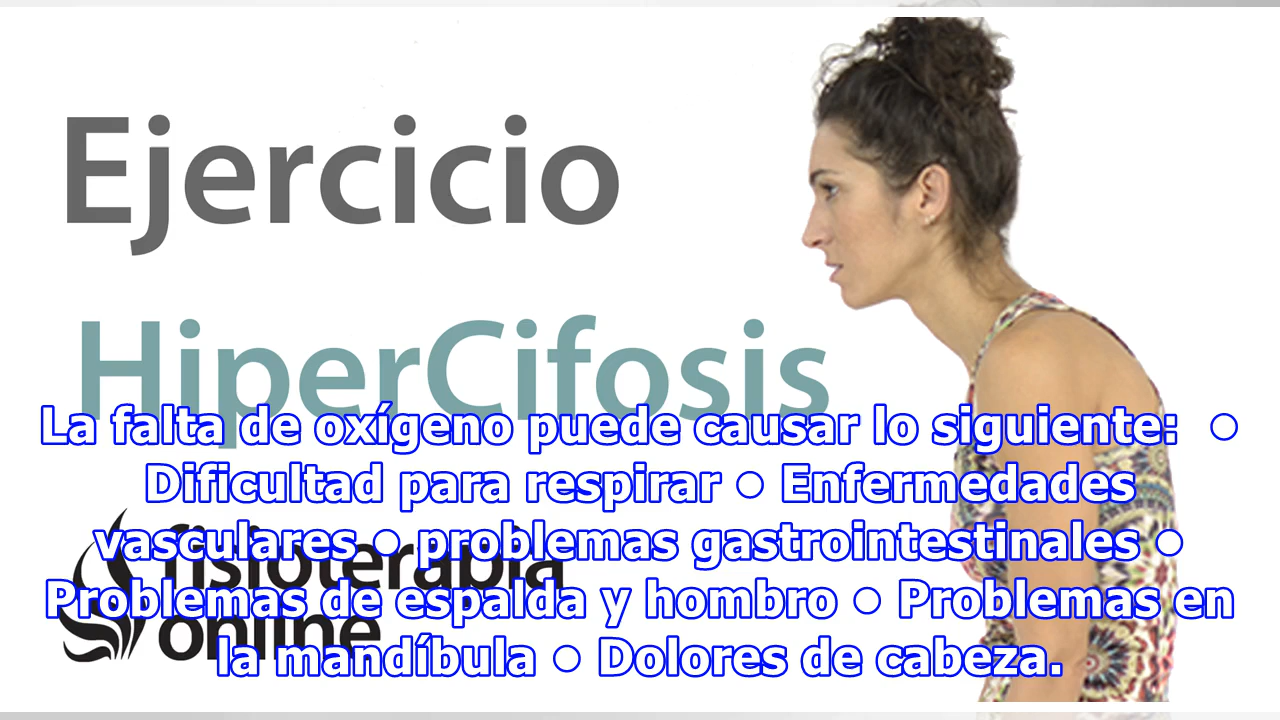 Ejercicio
HiperCifosis
La falta de oxígeno puede causar lo siguiente: •
Dificultad para respirar • Enfermedades
vasculares • problemas gastrointestinales •
Problemas de espalda y hombro • Problemas en
la mandíbula • Dolores de cabeza.
fisioterapia
online